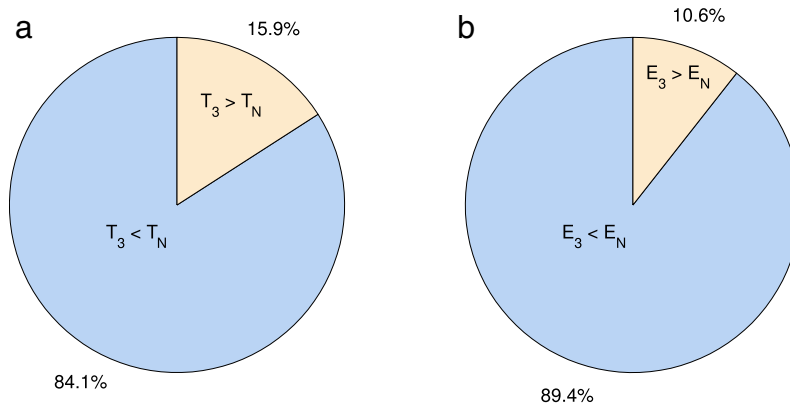 a
15.9%
T3 > TN
T3 < TN
84.1%
b
10.6%
E3 > EN
E3 < EN
89.4%